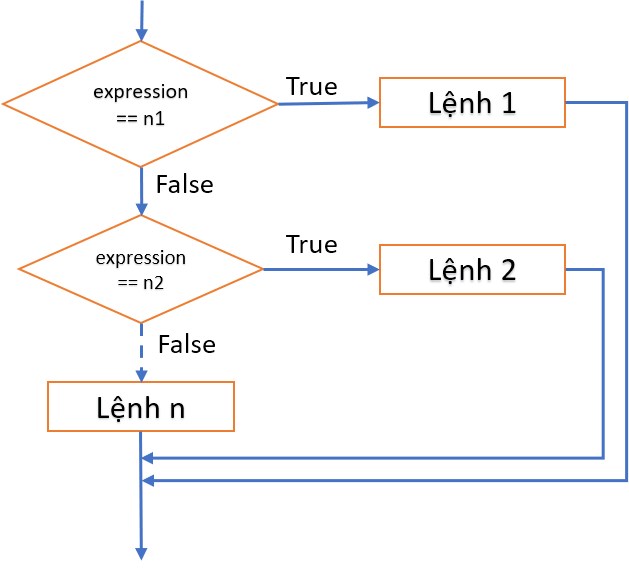 expression
== n1
True
Lệnh 1
False
expression
== n2
True
Lệnh 2
False
Lệnh n